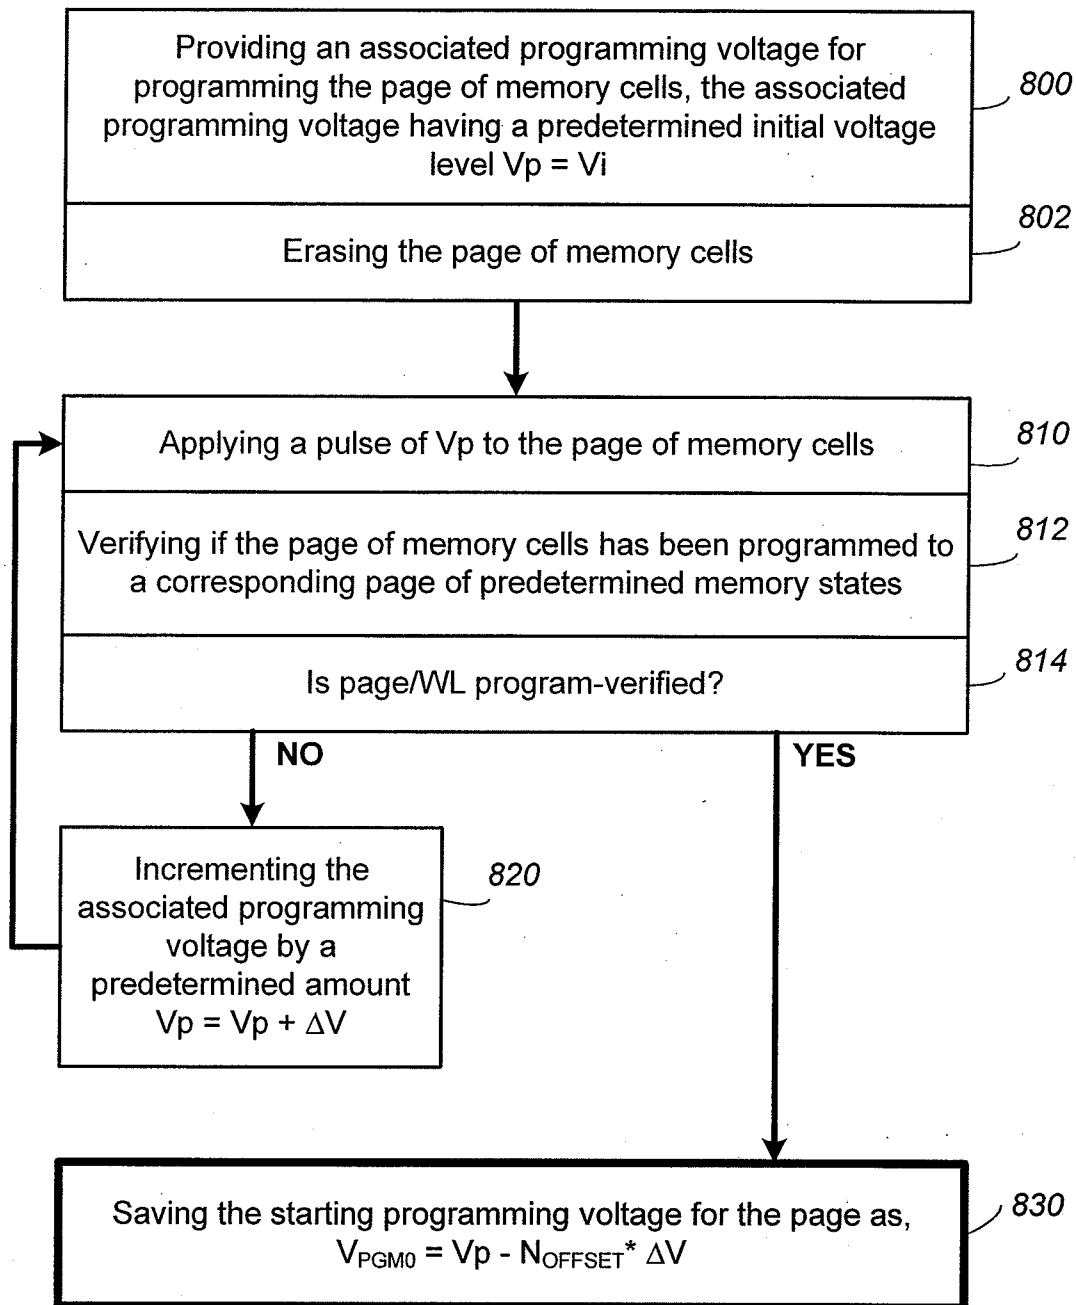 Providing an associated programming voltage for
programming the page of memory cells, the associated
programming voltage having a predetermined initial voltage
level Vp = Vi
800
Erasing the page of memory cells
802
Applying a pulse of Vp to the page of memory cells
810
Verifying if the page of memory cells has been programmed to
a corresponding page of predetermined memory states
812
Is page/WL program-verified?
814
NO
YES
Incrementing the
associated programming
voltage by a
predetermined amount
Vp = Vp + ΔV
820
Saving the starting programming voltage for the page as,
V_PGM0 = Vp - N_OFFSET* ΔV
830